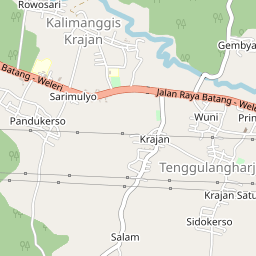 Rowosari
Kalimanggis
Krajan
Gembya
Batang - Weleri
Sarimulyo
Jalan Raya Batang - Wele
Pandukerso
Wuni
Prin
Krajan
Tenggulangharj
Krajan Satu
Sidokerso
Salam